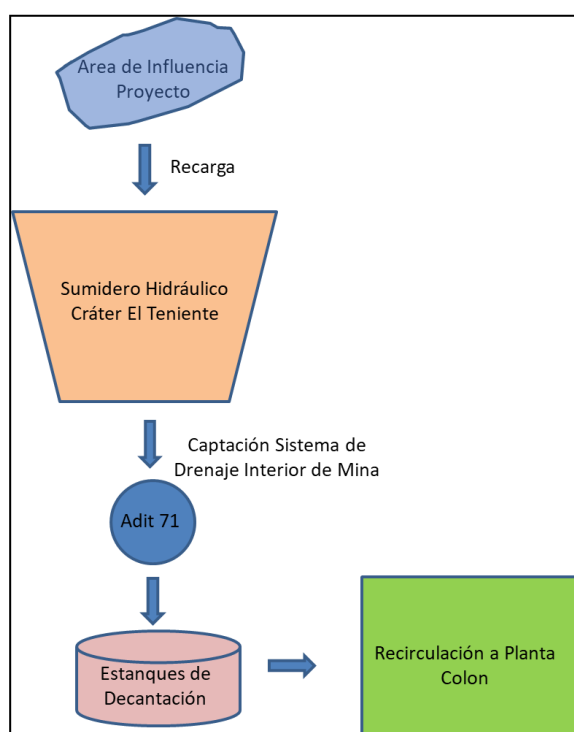 Area de Influencia
Proyecto
Recarga
Sumidero Hidráulico
Cráter El Teniente
Captación Sistema de
Drenaje Interior de Mina
Adit 71
Estanques de
Decantación
Recirculación a Planta
Colon